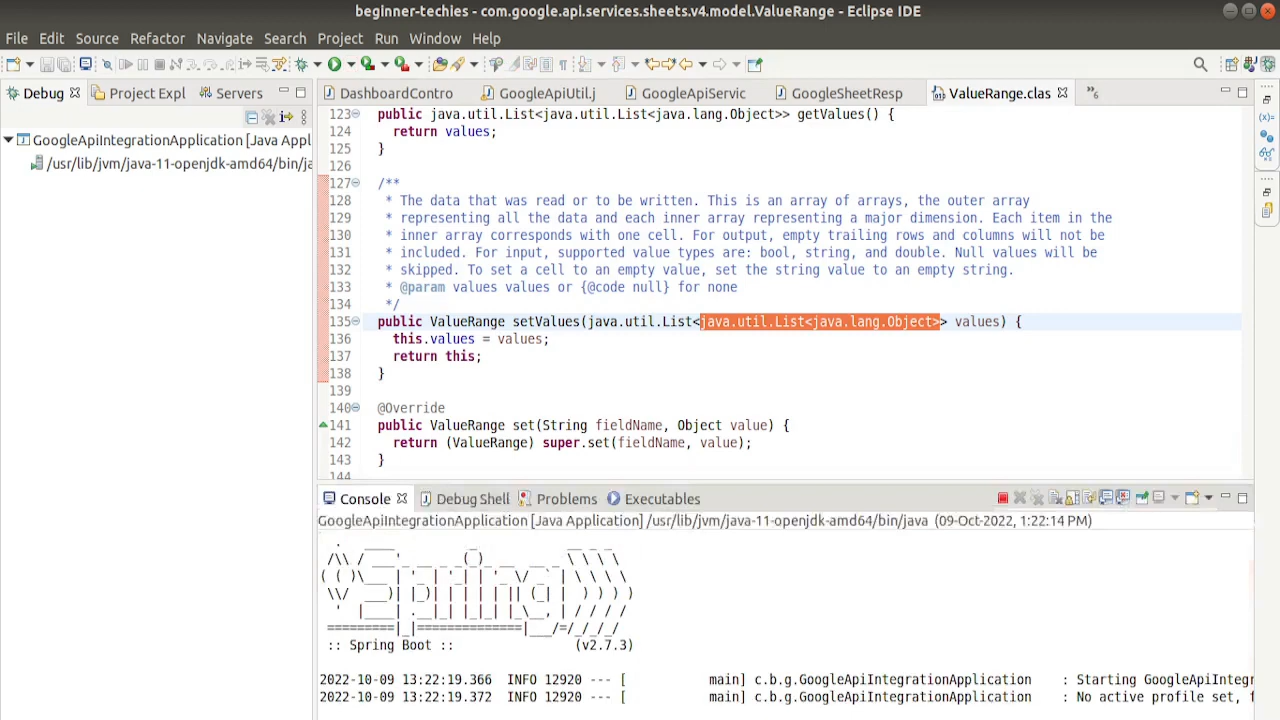 beginner-techies - com.google.api.services.sheets.v4.model.ValueRange - Eclipse IDE
File Edit Source Refactor Navigate Search Project Run Window Help
Debug Project Expl Servers
DashboardContro GoogleApiUtil.j GoogleApiServic GoogleSheetResp ValueRange.clas »6
GoogleApiIntegrationApplication [Java Appl
/usr/lib/jvm/java-11-openjdk-amd64/bin/ja
123 public java.util.List<java.util.List<java.lang.Object>> getValues() {
124 return values;
125 }
126
127 /**
128 * The data that was read or to be written. This is an array of arrays, the outer array
129 * representing all the data and each inner array representing a major dimension. Each item in the
130 * inner array corresponds with one cell. For output, empty trailing rows and columns will not be
131 * included. For input, supported value types are: bool, string, and double. Null values will be
132 * skipped. To set a cell to an empty value, set the string value to an empty string.
133 * @param values values or {@code null} for none
134 */
135 public ValueRange setValues(java.util.List<java.util.List<java.lang.Object>> values) {
136 this.values = values;
137 return this;
138 }
139
140 @Override
141 public ValueRange set(String fieldName, Object value) {
142 return (ValueRange) super.set(fieldName, value);
143 }
144
Console Debug Shell Problems Executables
GoogleApiIntegrationApplication [Java Application] /usr/lib/jvm/java-11-openjdk-amd64/bin/java (09-Oct-2022, 1:22:14 PM)
Spring
:: Spring Boot :: (v2.7.3)
2022-10-09 13:22:19.366 INFO 12920 --- [ main] c.b.g.GoogleApiIntegrationApplication : Starting GoogleApiInteg
2022-10-09 13:22:19.372 INFO 12920 --- [ main] c.b.g.GoogleApiIntegrationApplication : No active profile set, f